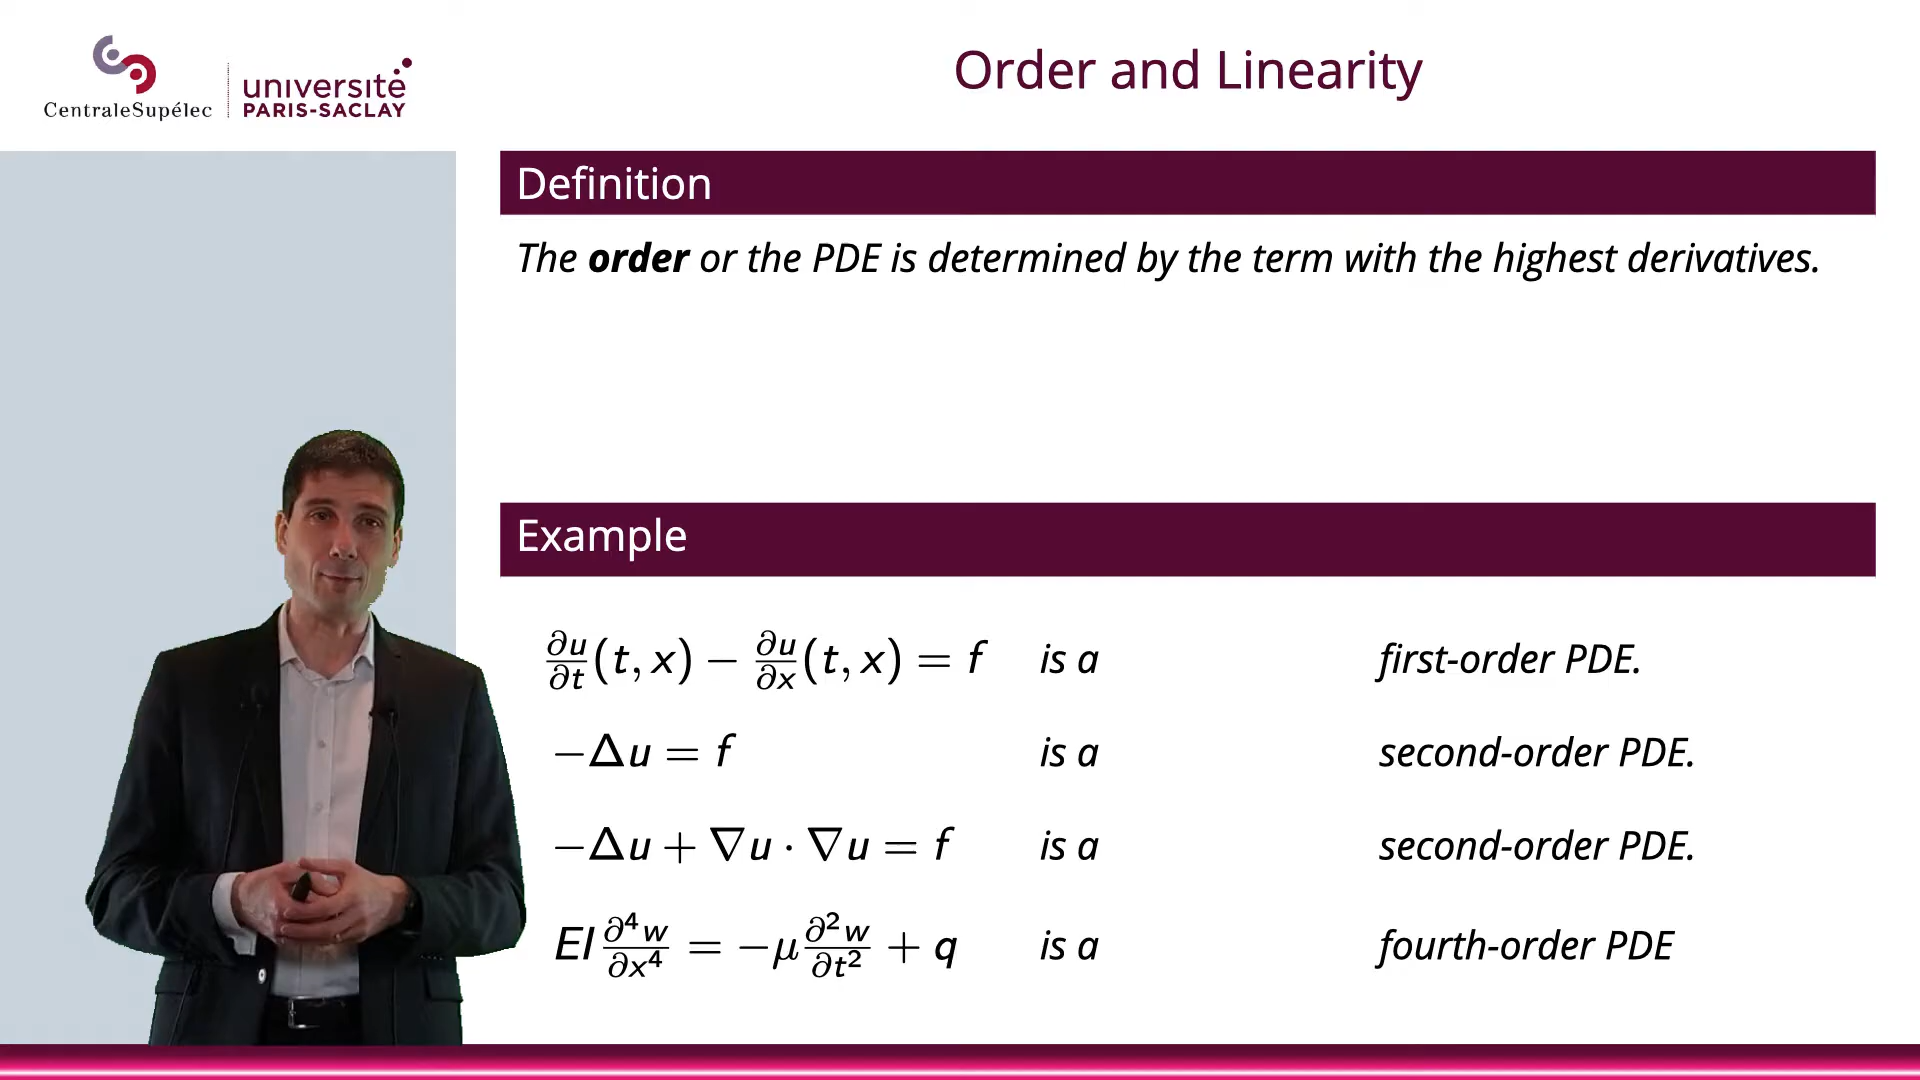 CentraleSupélec
université
PARIS-SACLAY
Order and Linearity
Definition
The order or the PDE is determined by the term with the highest derivatives.
Example
∂u/∂t(t, x) − ∂u/∂x(t, x) = f is a first-order PDE.
−Δu = f is a second-order PDE.
−Δu + ∇u · ∇u = f is a second-order PDE.
EI ∂⁴w/∂x⁴ = −μ ∂²w/∂t² + q is a fourth-order PDE